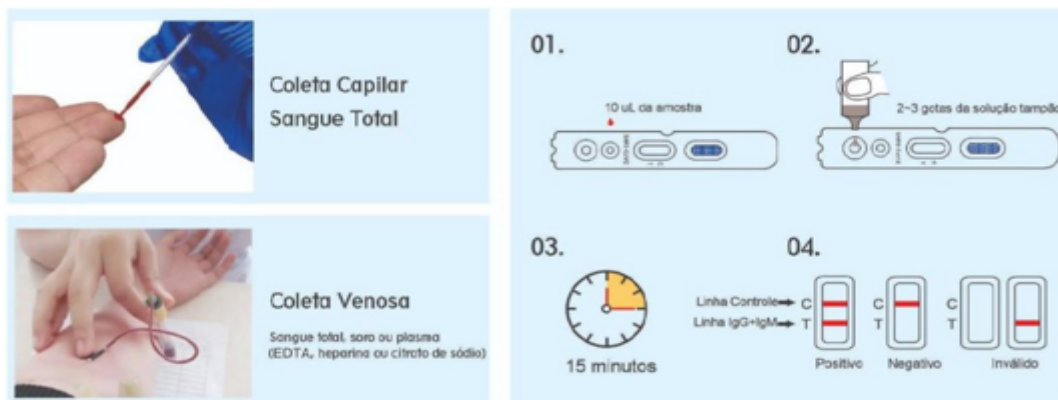 Coleta Capilar
Sangue Total
Coleta Venosa
Sangue total, soro ou plasma
(EDTA, heparina ou citrato de sódio)
01.
10 uL da amostra
02.
2~3 gotas da solução tampão
03.
15 minutos
04.
Linha Controle
Linha IgG+IgM
C
T
Positivo
C
T
Negativo
C
T
Inválido